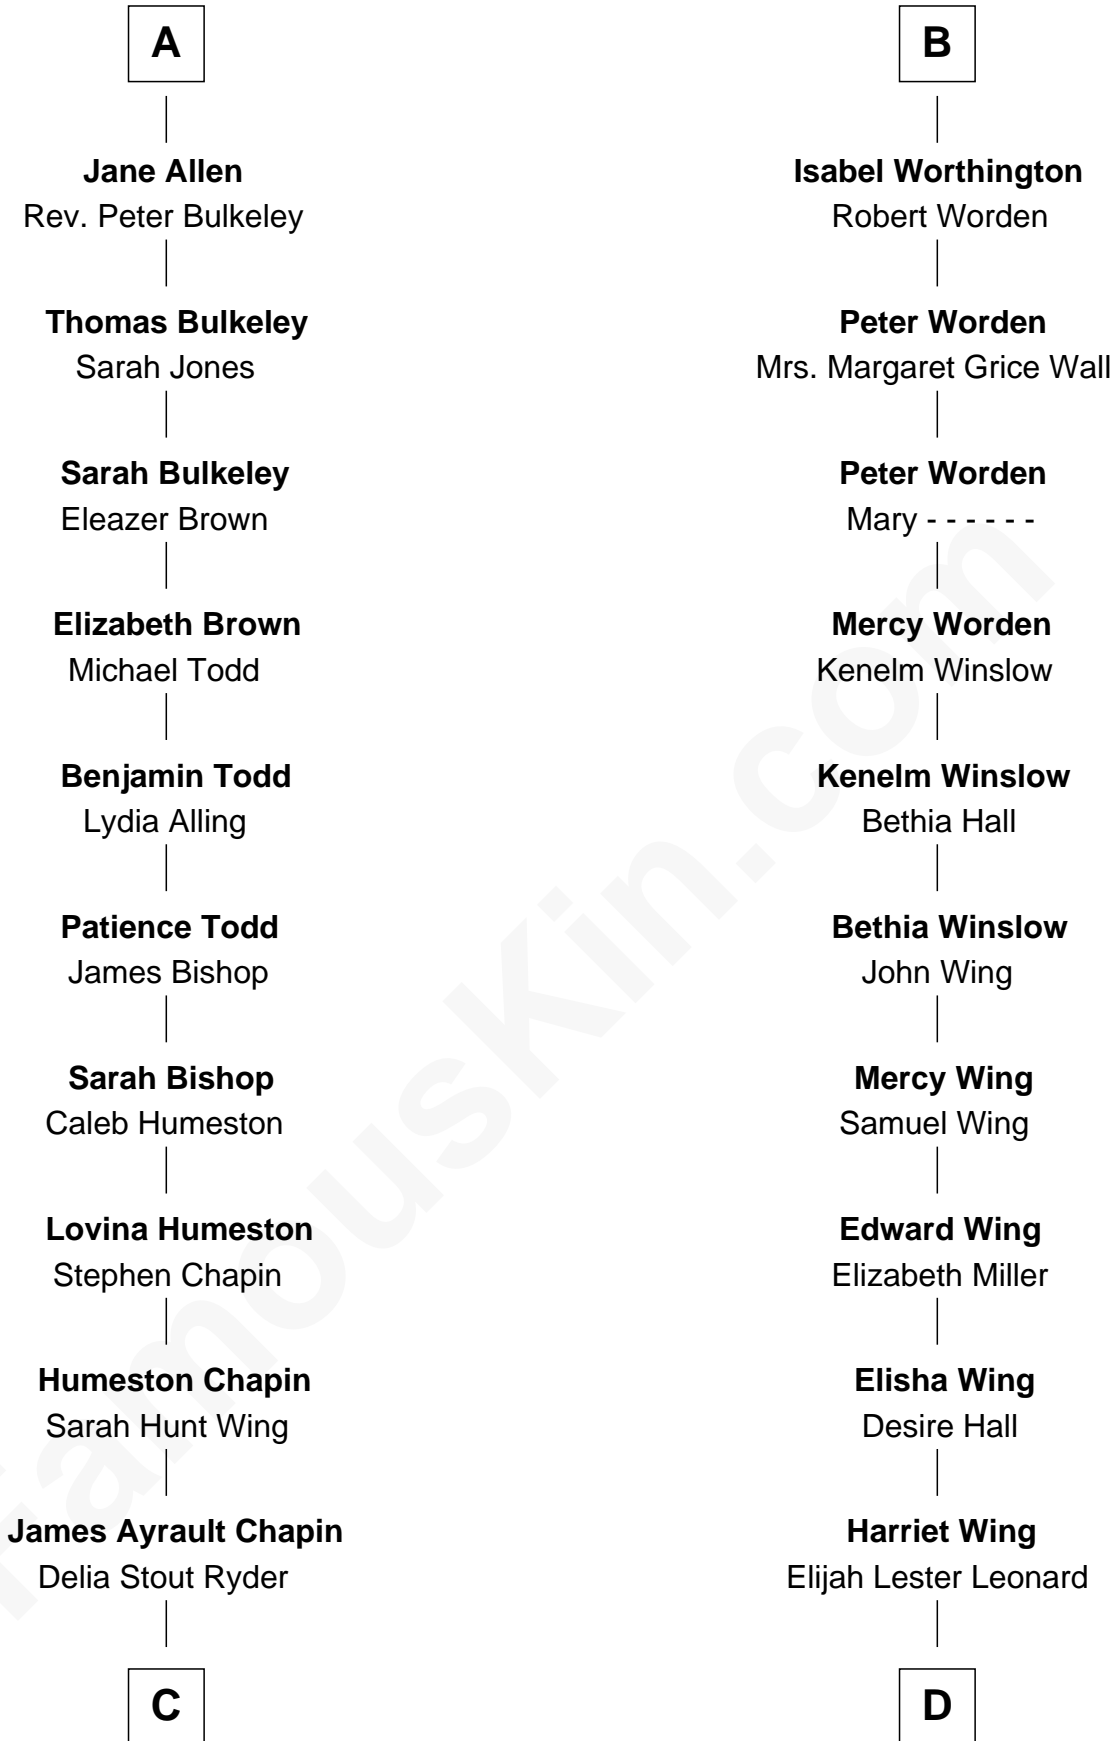 A
Jane Allen
Rev. Peter Bulkeley
Thomas Bulkeley
Sarah Jones
Sarah Bulkeley
Eleazer Brown
Elizabeth Brown
Michael Todd
Benjamin Todd
Lydia Alling
Patience Todd
James Bishop
Sarah Bishop
Caleb Humeston
Lovina Humeston
Stephen Chapin
Humeston Chapin
Sarah Hunt Wing
James Ayrault Chapin
Delia Stout Ryder
C
B
Isabel Worthington
Robert Worden
Peter Worden
Mrs. Margaret Grice Wall
Peter Worden
Mary - - - - - -
Mercy Worden
Kenelm Winslow
Kenelm Winslow
Bethia Hall
Bethia Winslow
John Wing
Mercy Wing
Samuel Wing
Edward Wing
Elizabeth Miller
Elisha Wing
Desire Hall
Harriet Wing
Elijah Lester Leonard
D
FamousKin.com